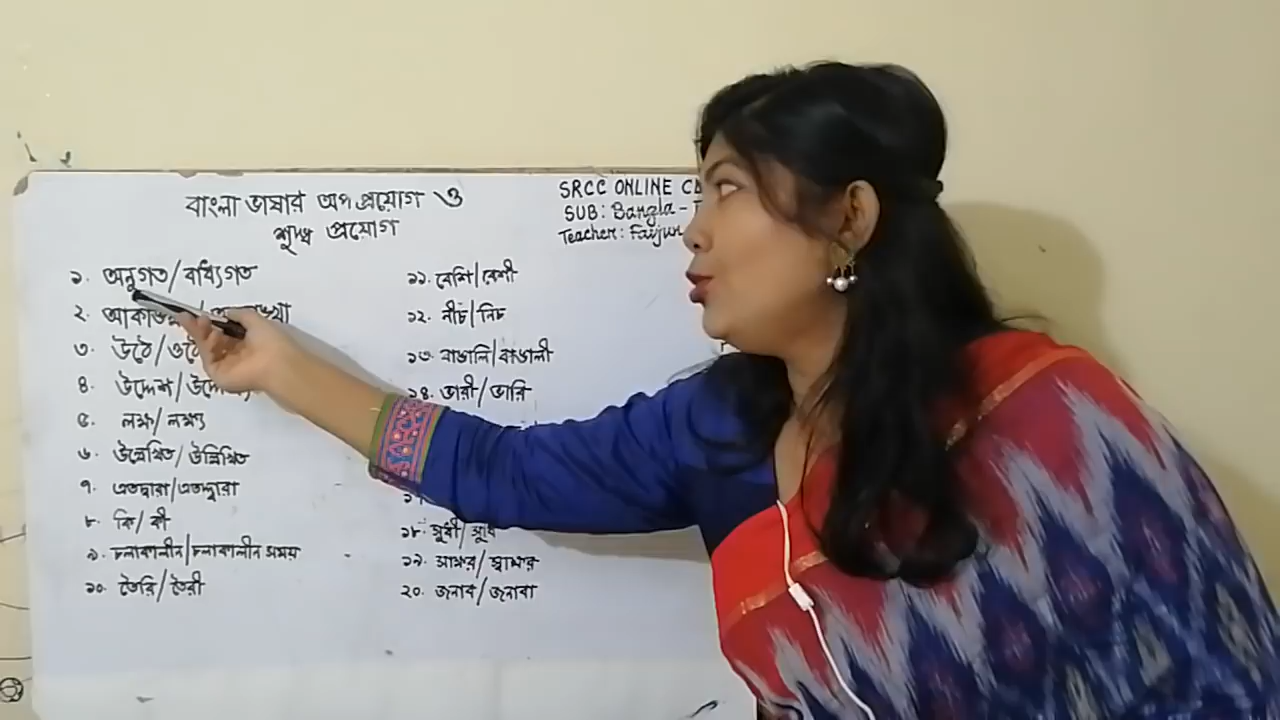 বাংলা ভাষার অপপ্রয়োগ ও
শুদ্ধ প্রয়োগ
SRCC ONLINE
SUB: Bangla -
Teacher:
১. অনুগত/বাধ্যগত
২.
৩. উঠে/ওঠে
৪. উদ্দেশ/
৫. লক্ষ/লক্ষ্য
৬. উল্লেখিত/উল্লিখিত
৭. এতদ্বারা/এতদ্দ্বারা
৮. কি/কী
৯. চলাকালীন/চলাকালীন সময়
১০. তৈরি/তৈরী
১১. বেশি/বেশী
১২. নীচ/নিচ
১৩. বাঙালি/বাঙালী
১৪. ভারী/ভারি
১৮. সুধী/সুধি
১৯. সাক্ষর/স্বাক্ষর
২০. জনাব/জনাবা